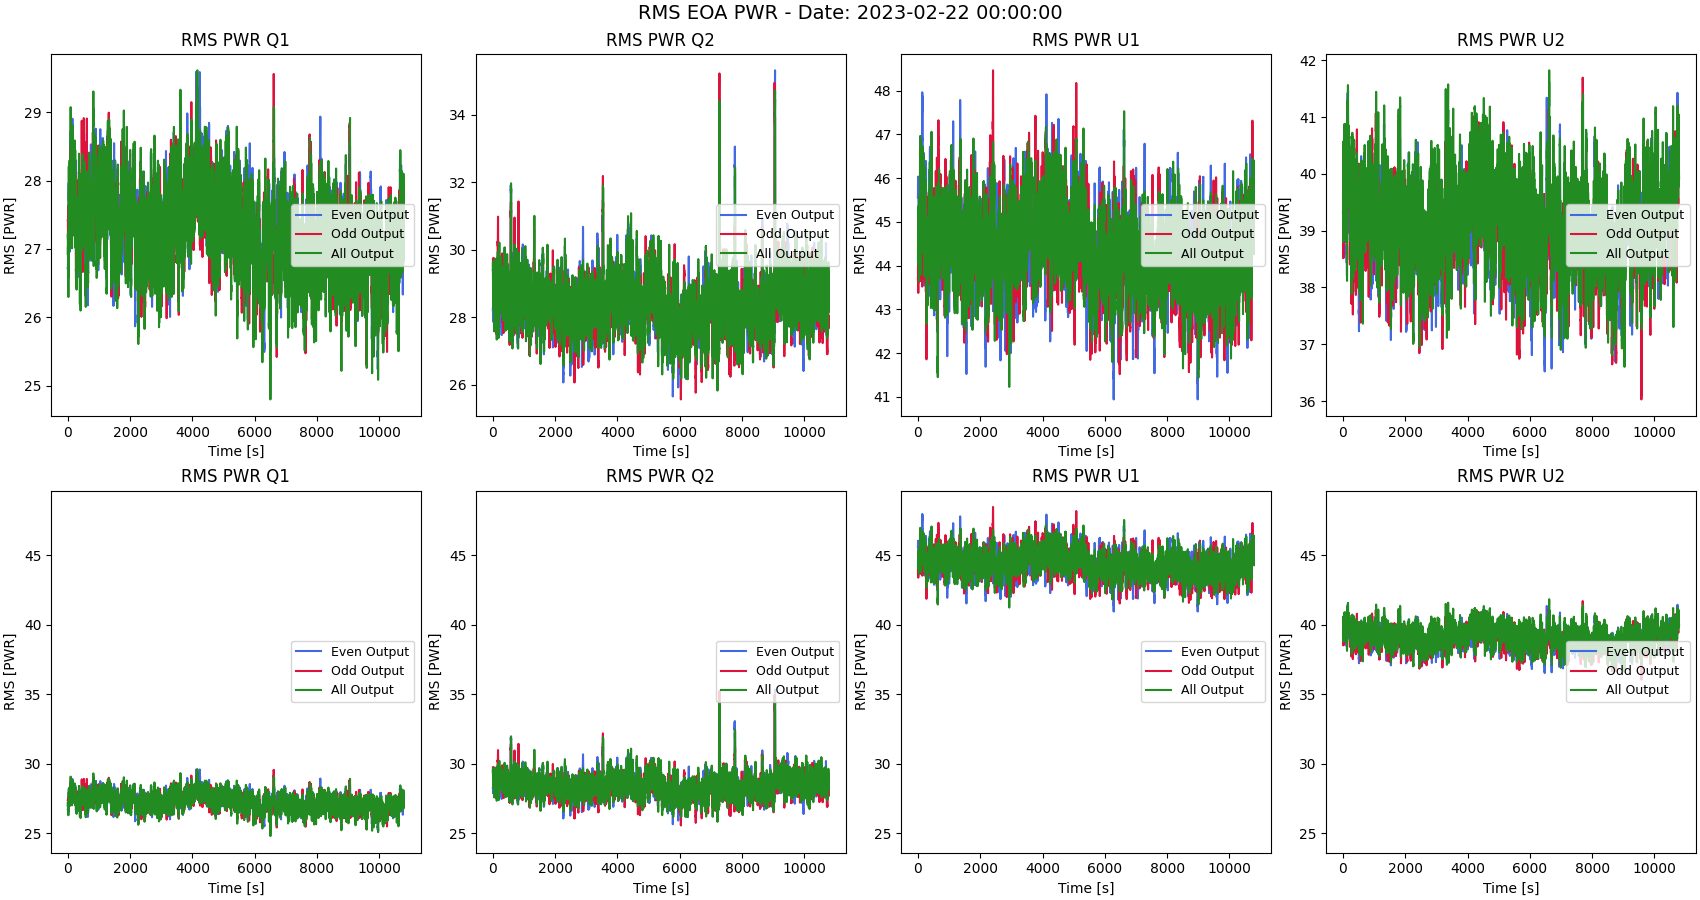 RMS EOA PWR - Date: 2023-02-22 00:00:00
RMS PWR Q1
RMS [PWR]
29
28
27
26
25
Even Output
Odd Output
All Output
0 2000 4000 6000 8000 10000
Time [s]
RMS PWR Q2
RMS [PWR]
34
32
30
28
26
Even Output
Odd Output
All Output
0 2000 4000 6000 8000 10000
Time [s]
RMS PWR U1
RMS [PWR]
48
47
46
45
44
43
42
41
Even Output
Odd Output
All Output
0 2000 4000 6000 8000 10000
Time [s]
RMS PWR U2
RMS [PWR]
42
41
40
39
38
37
36
Even Output
Odd Output
All Output
0 2000 4000 6000 8000 10000
Time [s]
RMS PWR Q1
RMS [PWR]
45
40
35
30
25
Even Output
Odd Output
All Output
0 2000 4000 6000 8000 10000
Time [s]
RMS PWR Q2
RMS [PWR]
45
40
35
30
25
Even Output
Odd Output
All Output
0 2000 4000 6000 8000 10000
Time [s]
RMS PWR U1
RMS [PWR]
45
40
35
30
25
Even Output
Odd Output
All Output
0 2000 4000 6000 8000 10000
Time [s]
RMS PWR U2
RMS [PWR]
45
40
35
30
25
Even Output
Odd Output
All Output
0 2000 4000 6000 8000 10000
Time [s]